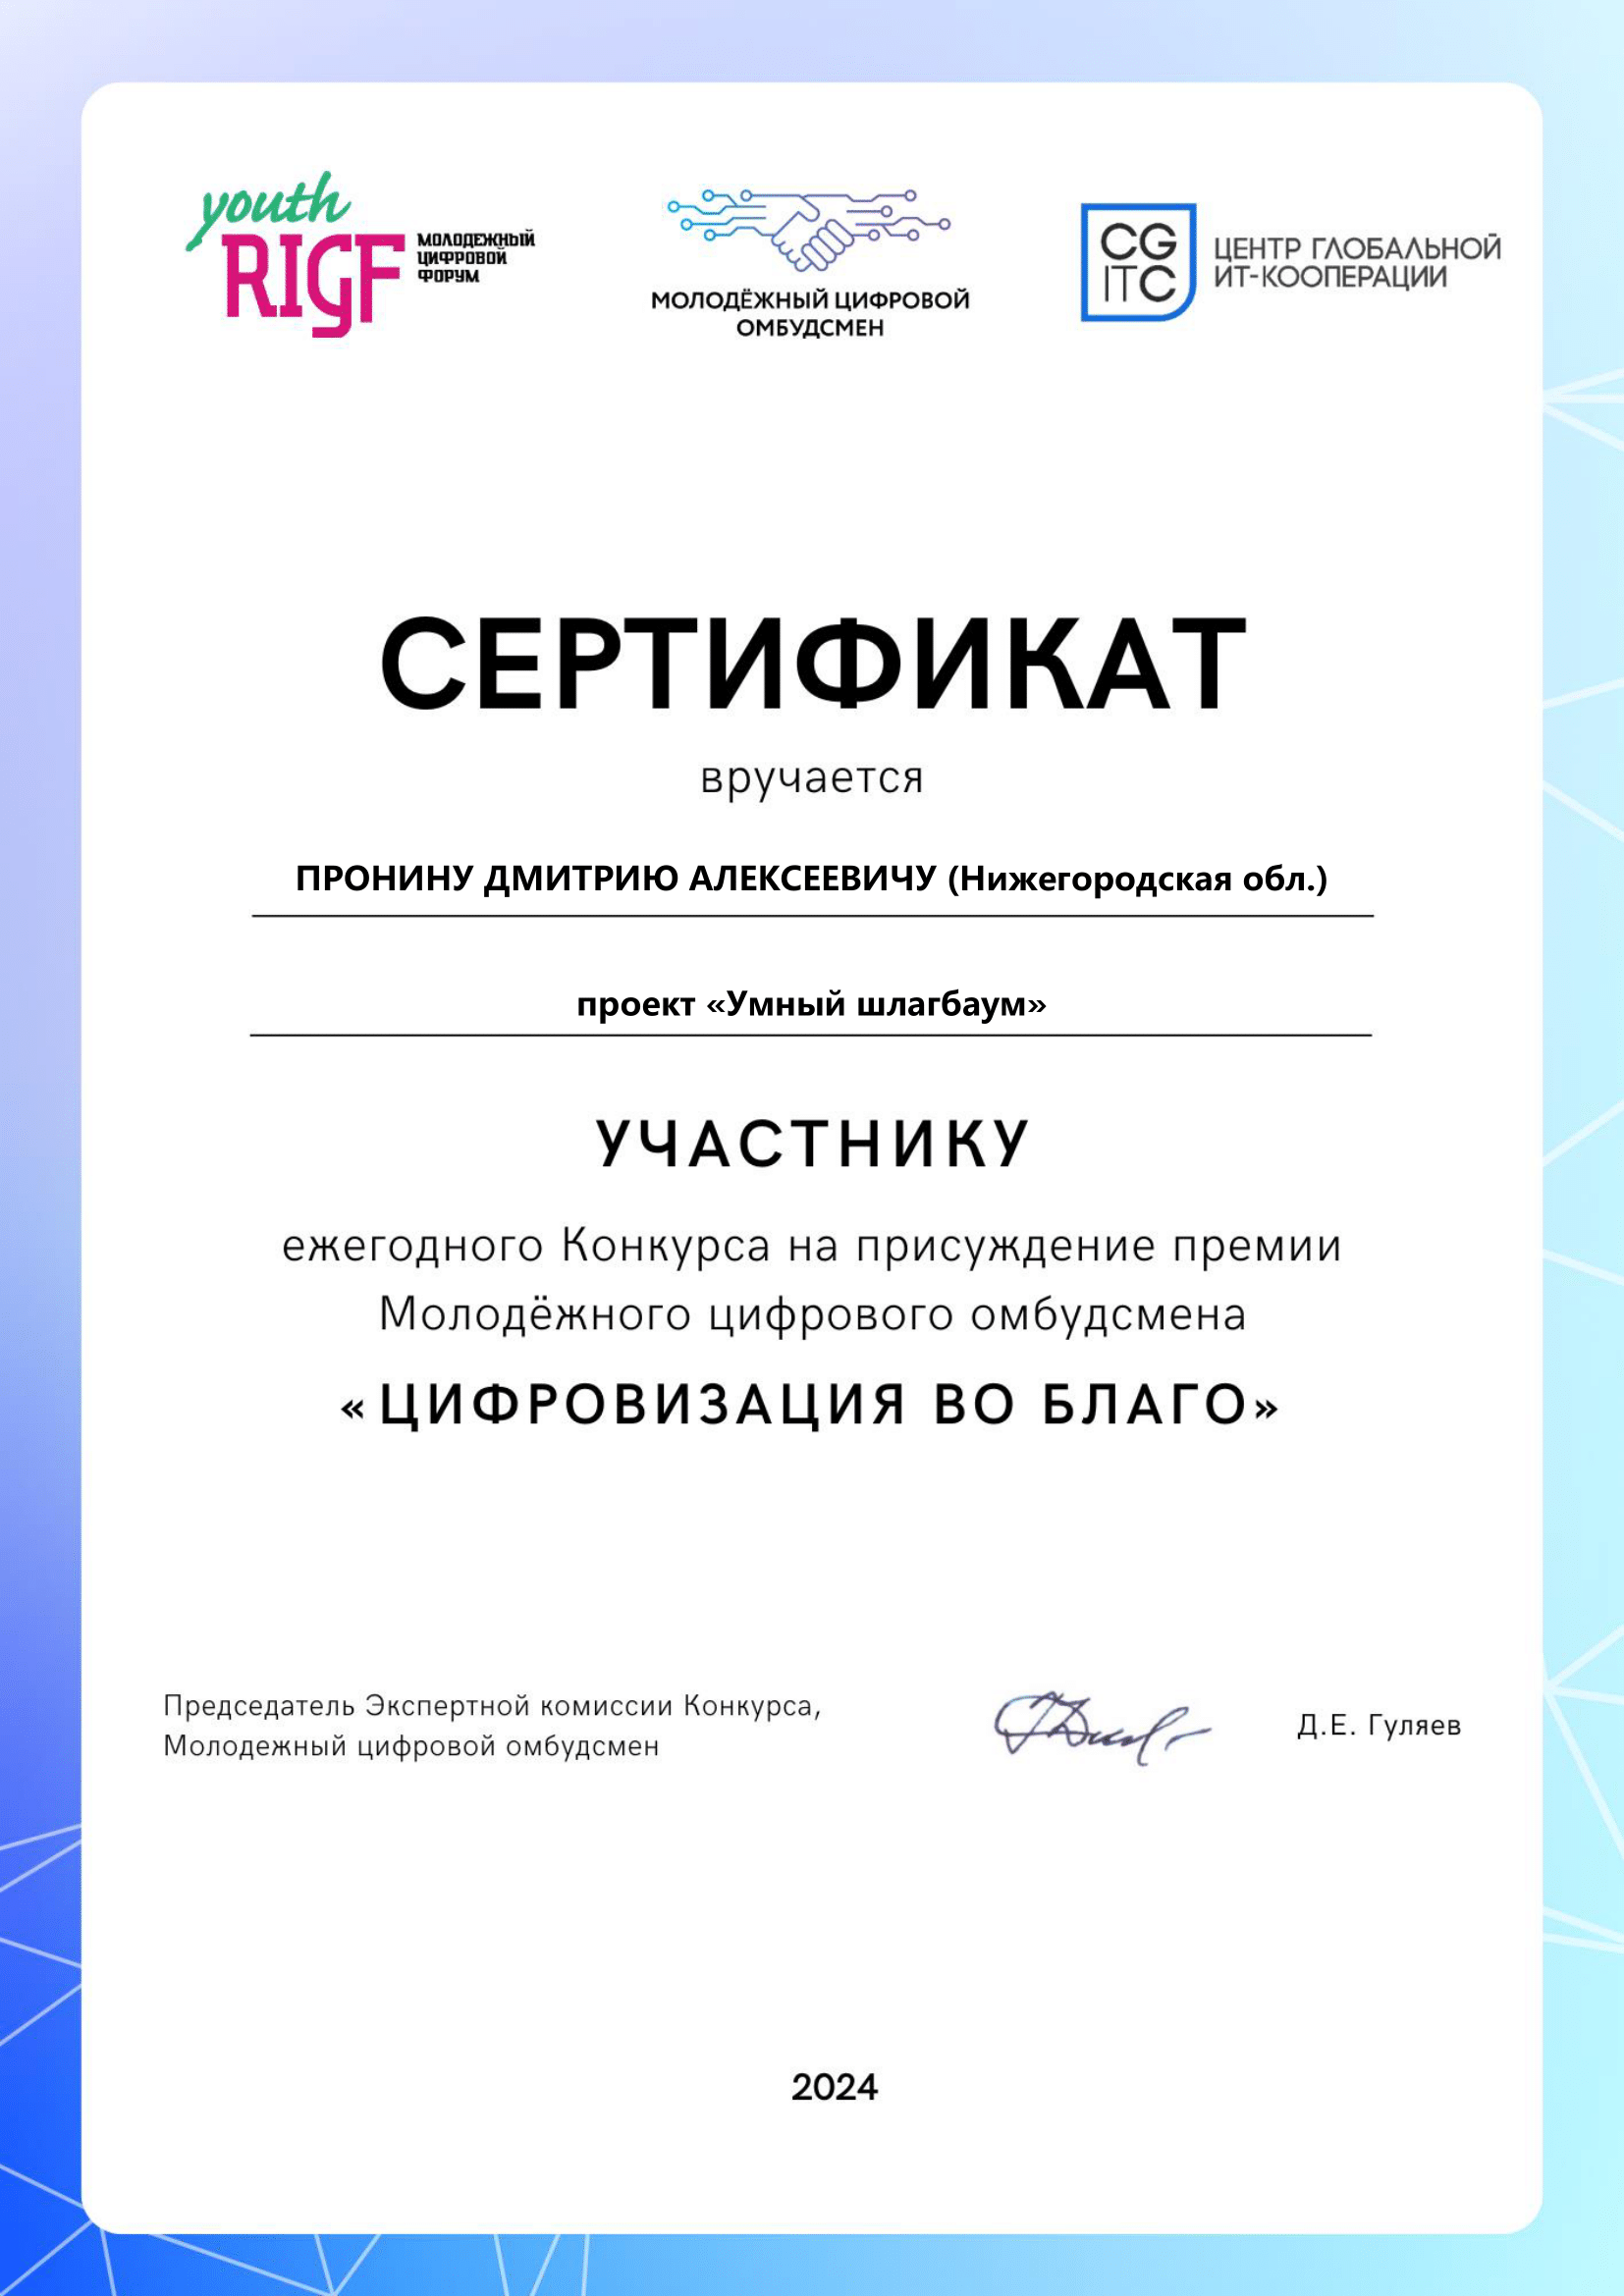 youth
RIGF
МОЛОДЕЖНЫЙ
ЦИФРОВОЙ
ФОРУМ
МОЛОДЁЖНЫЙ ЦИФРОВОЙ
ОМБУДСМЕН
CG
ITC
ЦЕНТР ГЛОБАЛЬНОЙ
ИТ-КООПЕРАЦИИ
СЕРТИФИКАТ
вручается
ПРОНИНУ ДМИТРИЮ АЛЕКСЕЕВИЧУ (Нижегородская обл.)
проект «Умный шлагбаум»
УЧАСТНИКУ
ежегодного Конкурса на присуждение премии
Молодёжного цифрового омбудсмена
«ЦИФРОВИЗАЦИЯ ВО БЛАГО»
Председатель Экспертной комиссии Конкурса,
Молодежный цифровой омбудсмен
Д.Е. Гуляев
2024